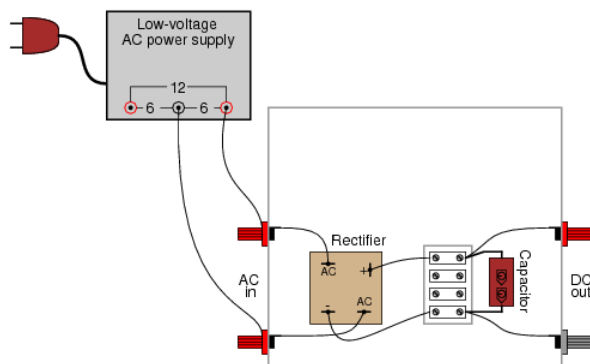 Low-voltage
AC power supply
12
6
6
Rectifier
AC
+
-
AC
AC
in
Capacitor
DC
out